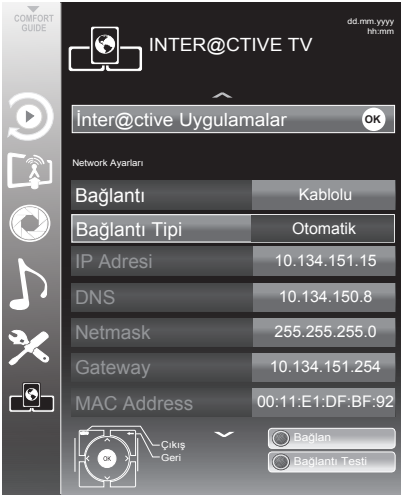 COMFORT
GUIDE
INTER@CTIVE TV
dd.mm.yyyy
hh:mm
İnter@ctive Uygulamalar OK
Network Ayarları
Bağlantı Kablolu
Bağlantı Tipi Otomatik
IP Adresi 10.134.151.15
DNS 10.134.150.8
Netmask 255.255.255.0
Gateway 10.134.151.254
MAC Address 00:11:E1:DF:BF:92
OK
Çıkış
Geri
Bağlan
Bağlantı Testi